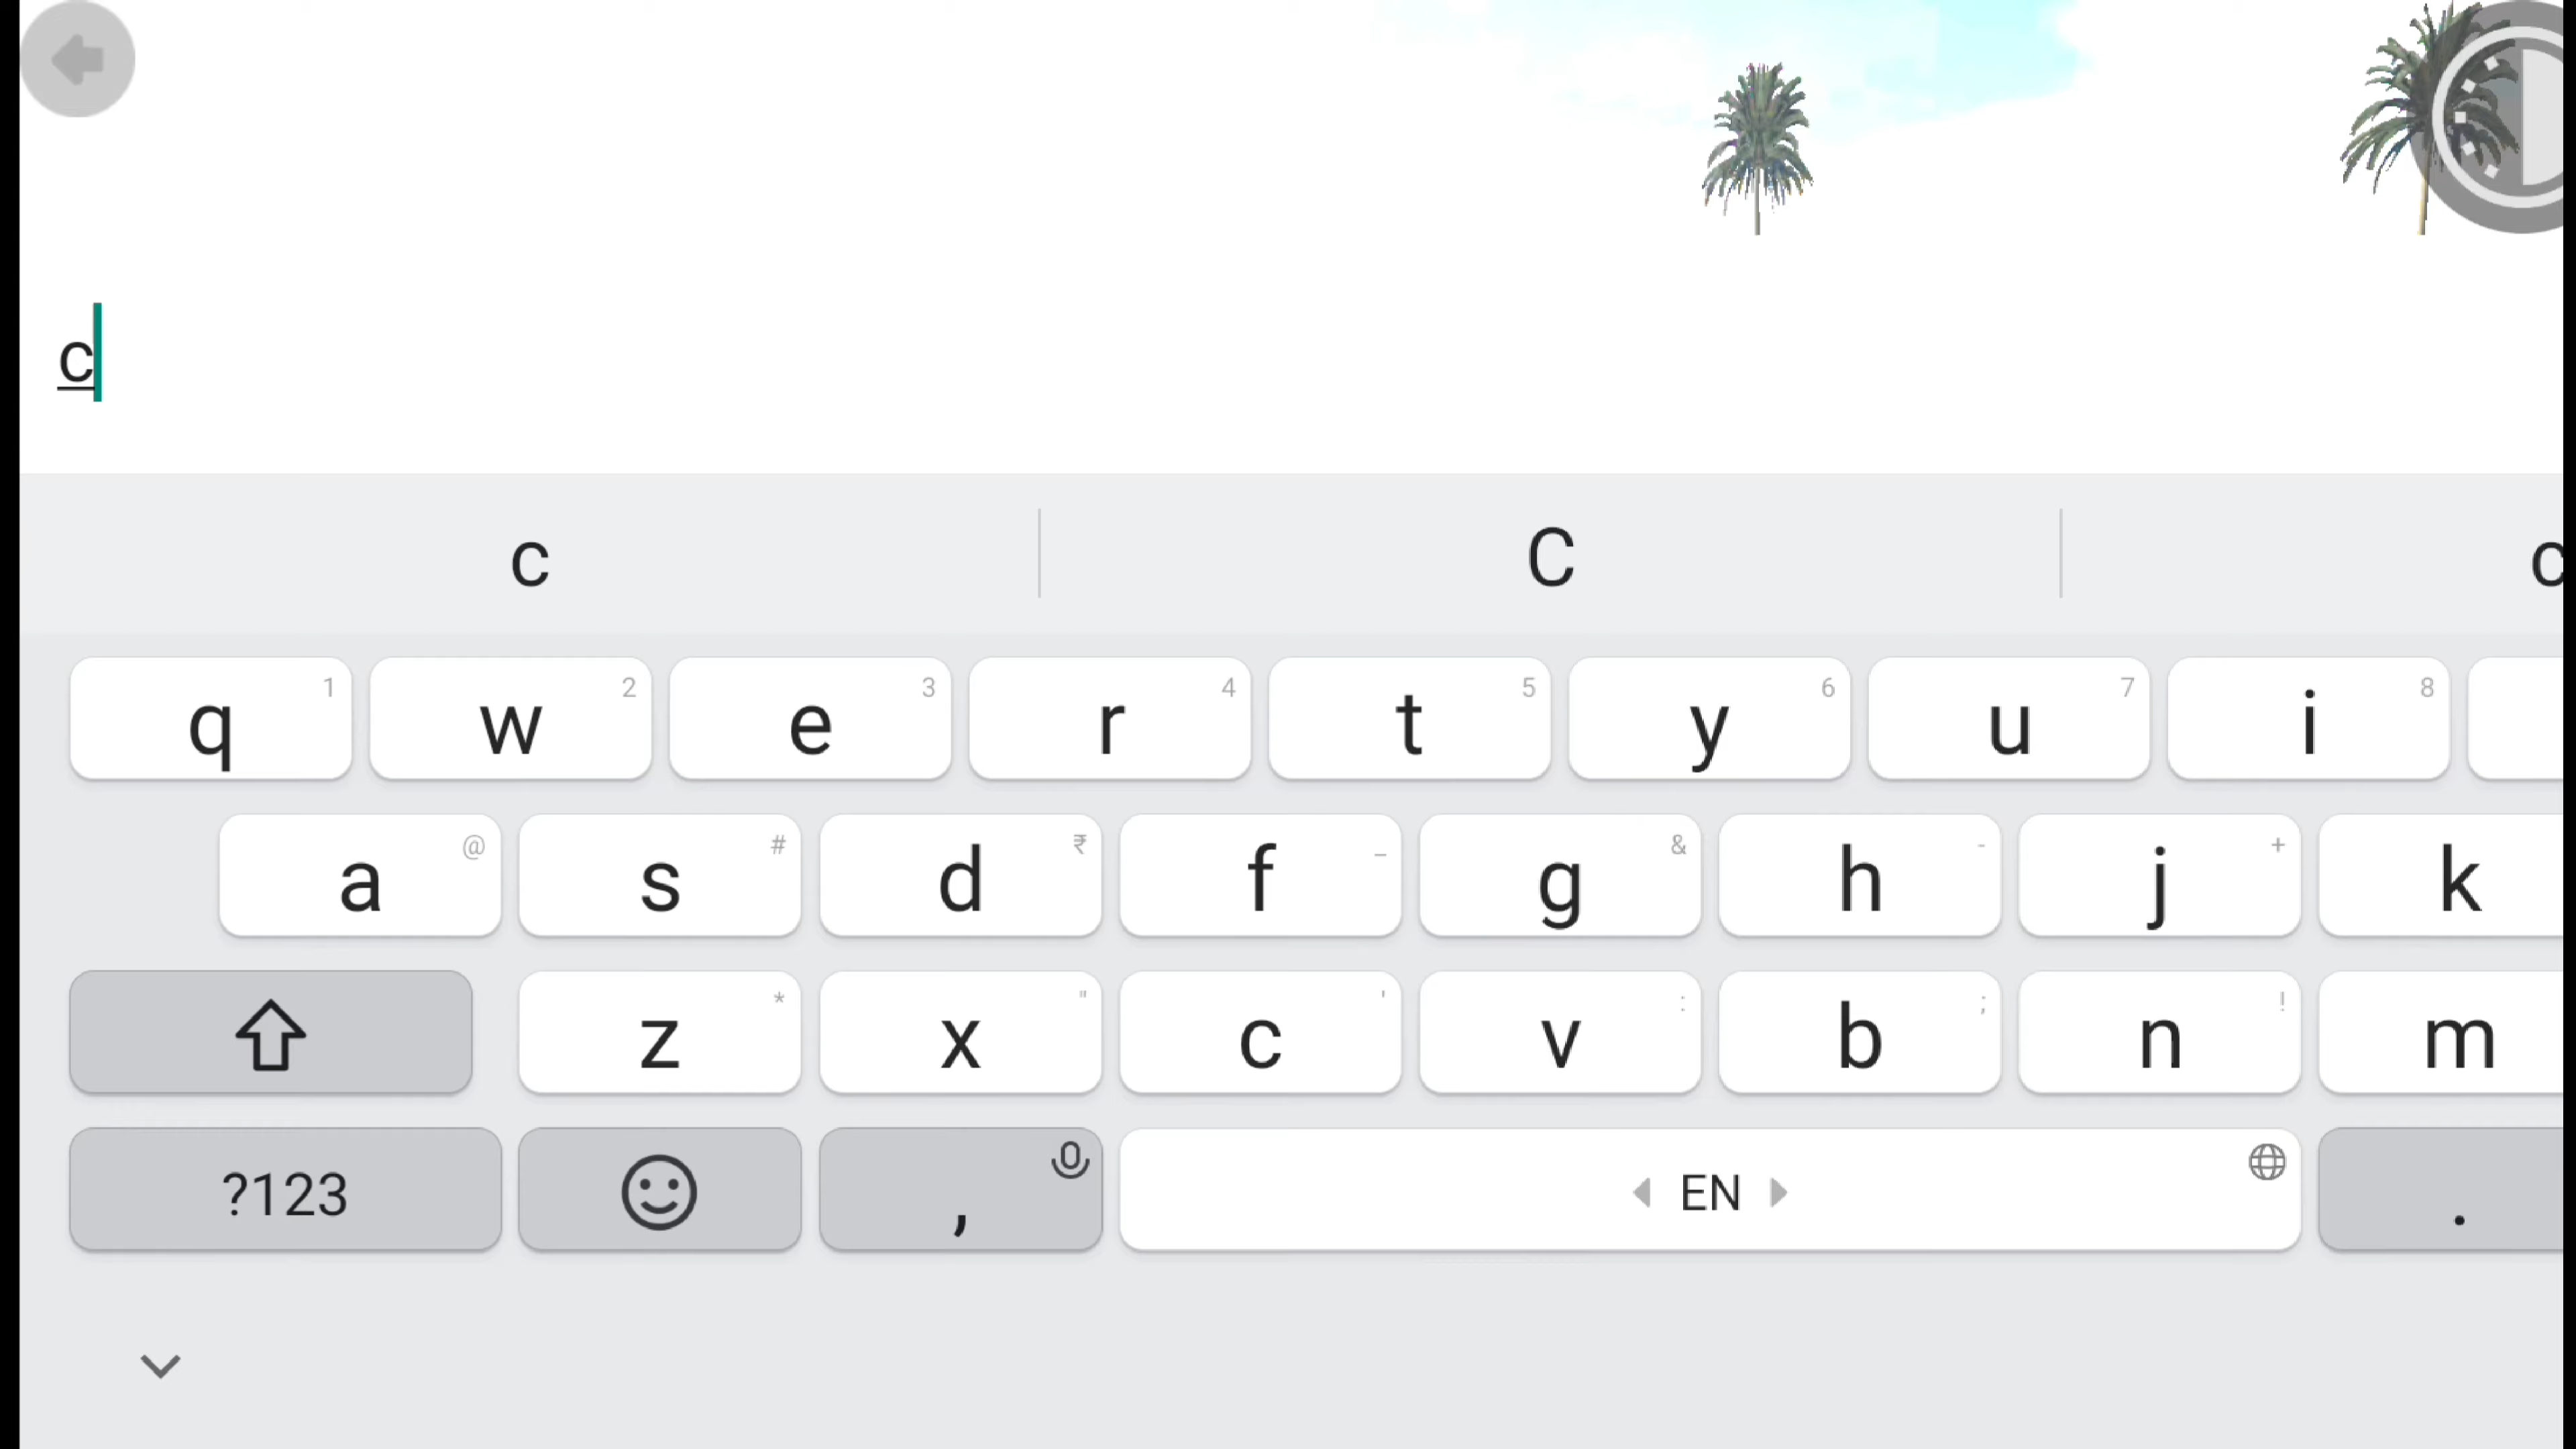 c
c C c
q 1 w 2 e 3 r 4 t 5 y 6 u 7 i 8
a @ s # d ₹ f _ g & h - j + k
z * x " c ' v : b ; n ! m
?123 , EN .